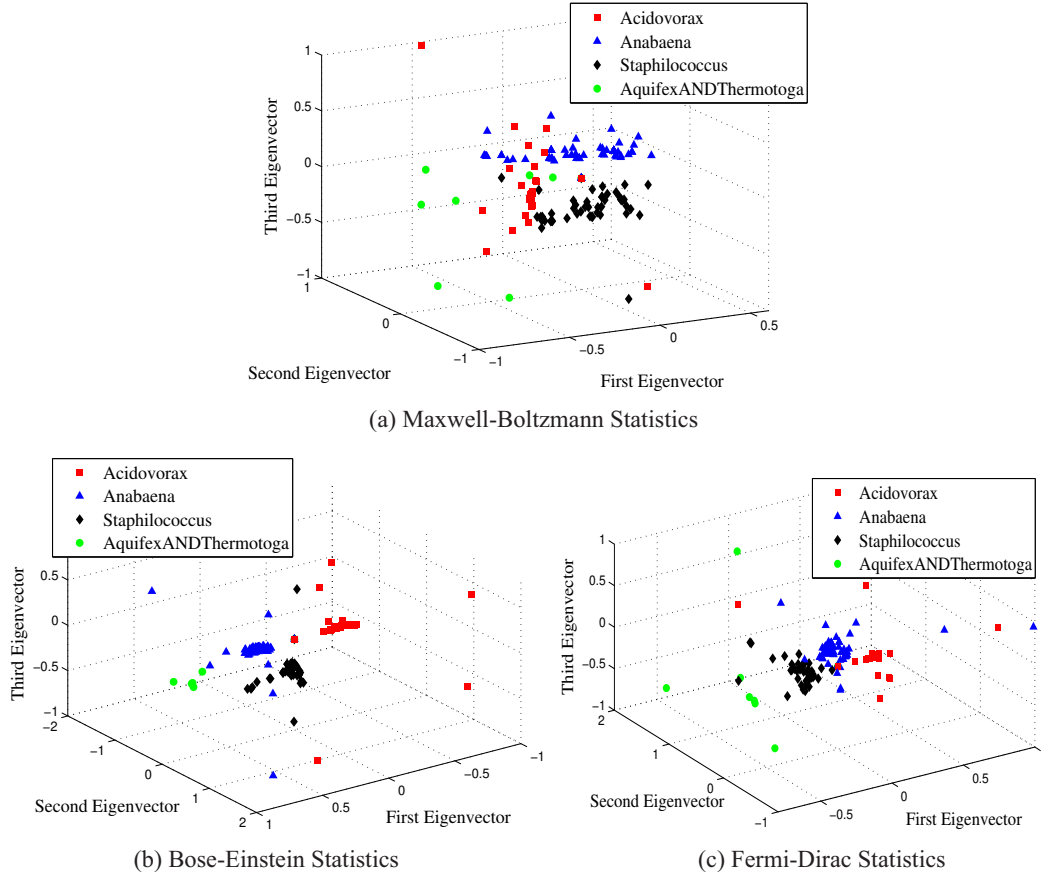 Acidovorax
Anabaena
Staphilococcus
AquifexANDThermotoga
1
0.5
0
−0.5
−1
Third Eigenvector
1
0
−1
Second Eigenvector
−1
−0.5
0
0.5
First Eigenvector
(a) Maxwell-Boltzmann Statistics
Acidovorax
Anabaena
Staphilococcus
AquifexANDThermotoga
0.5
0
−0.5
−1
Third Eigenvector
−2
−1
0
1
2
Second Eigenvector
1
0.5
0
−0.5
−1
First Eigenvector
(b) Bose-Einstein Statistics
Acidovorax
Anabaena
Staphilococcus
AquifexANDThermotoga
1
0.5
0
−0.5
−1
Third Eigenvector
2
1
0
−1
Second Eigenvector
−0.5
0
0.5
First Eigenvector
(c) Fermi-Dirac Statistics